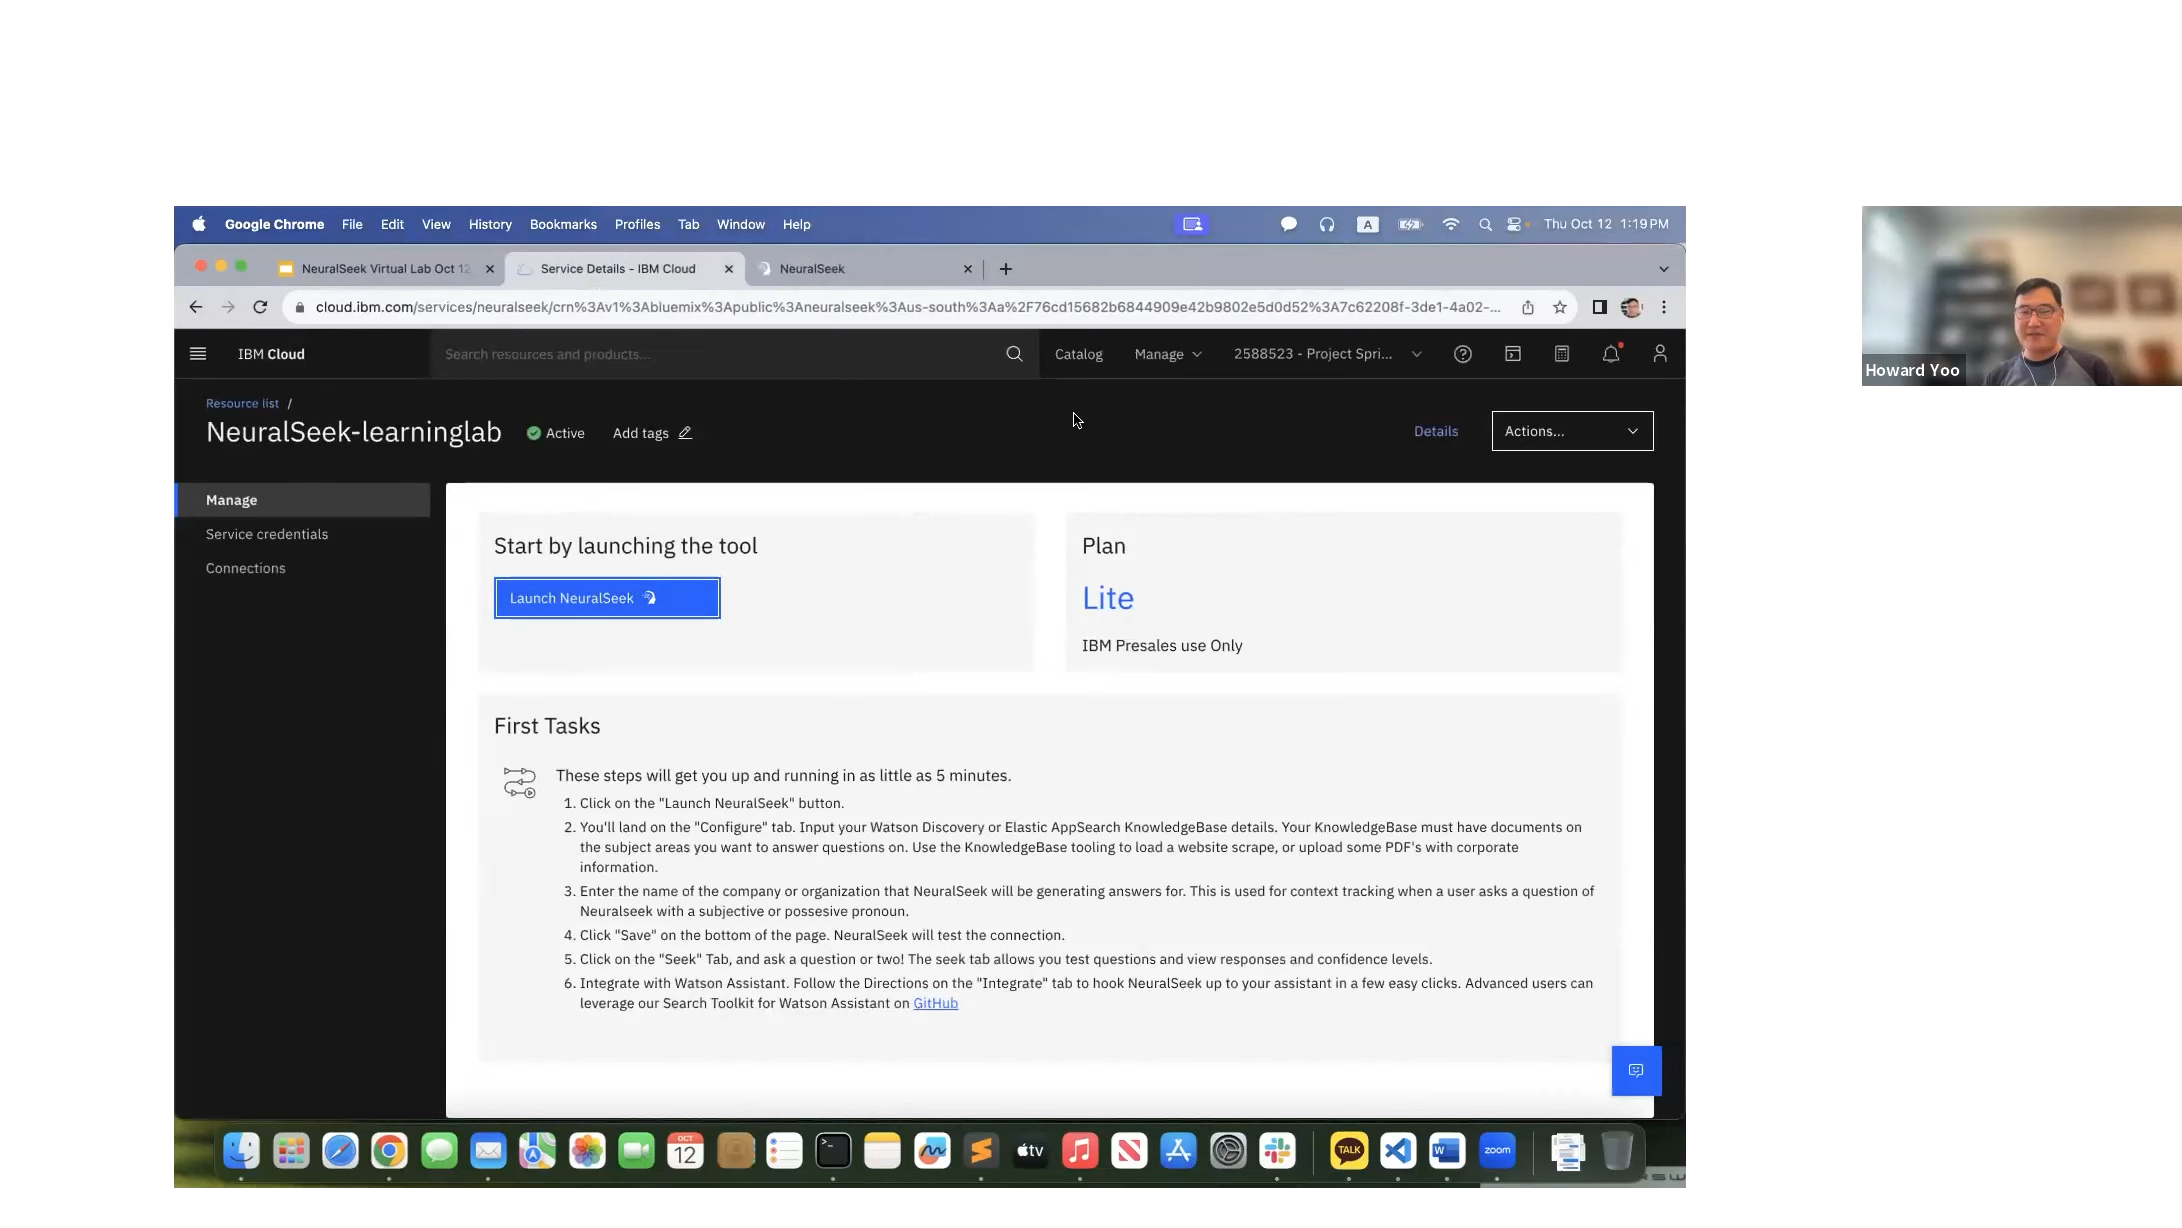 Google Chrome File Edit View History Bookmarks Profiles Tab Window Help A Thu Oct 12 1:19 PM
NeuralSeek Virtual Lab Oct 12 Service Details - IBM Cloud NeuralSeek
cloud.ibm.com/services/neuralseek/crn%3Av1%3Abluemix%3Apublic%3Aneuralseek%3Aus-south%3Aa%2F76cd15682b6844909e42b9802e5d0d52%3A7c62208f-3de1-4a02-...
IBM Cloud Search resources and products... Catalog Manage 2588523 - Project Spri...
Howard Yoo
Resource list /
NeuralSeek-learninglab Active Add tags Details Actions...
Manage
Service credentials
Connections
Start by launching the tool
Launch NeuralSeek
Plan
Lite
IBM Presales use Only
First Tasks
These steps will get you up and running in as little as 5 minutes.
1. Click on the "Launch NeuralSeek" button.
2. You'll land on the "Configure" tab. Input your Watson Discovery or Elastic AppSearch KnowledgeBase details. Your KnowledgeBase must have documents on
the subject areas you want to answer questions on. Use the KnowledgeBase tooling to load a website scrape, or upload some PDF's with corporate
information.
3. Enter the name of the company or organization that NeuralSeek will be generating answers for. This is used for context tracking when a user asks a question of
Neuralseek with a subjective or possesive pronoun.
4. Click "Save" on the bottom of the page. NeuralSeek will test the connection.
5. Click on the "Seek" Tab, and ask a question or two! The seek tab allows you test questions and view responses and confidence levels.
6. Integrate with Watson Assistant. Follow the Directions on the "Integrate" tab to hook NeuralSeek up to your assistant in a few easy clicks. Advanced users can
leverage our Search Toolkit for Watson Assistant on GitHub
OCT
12 tv TALK W zoom